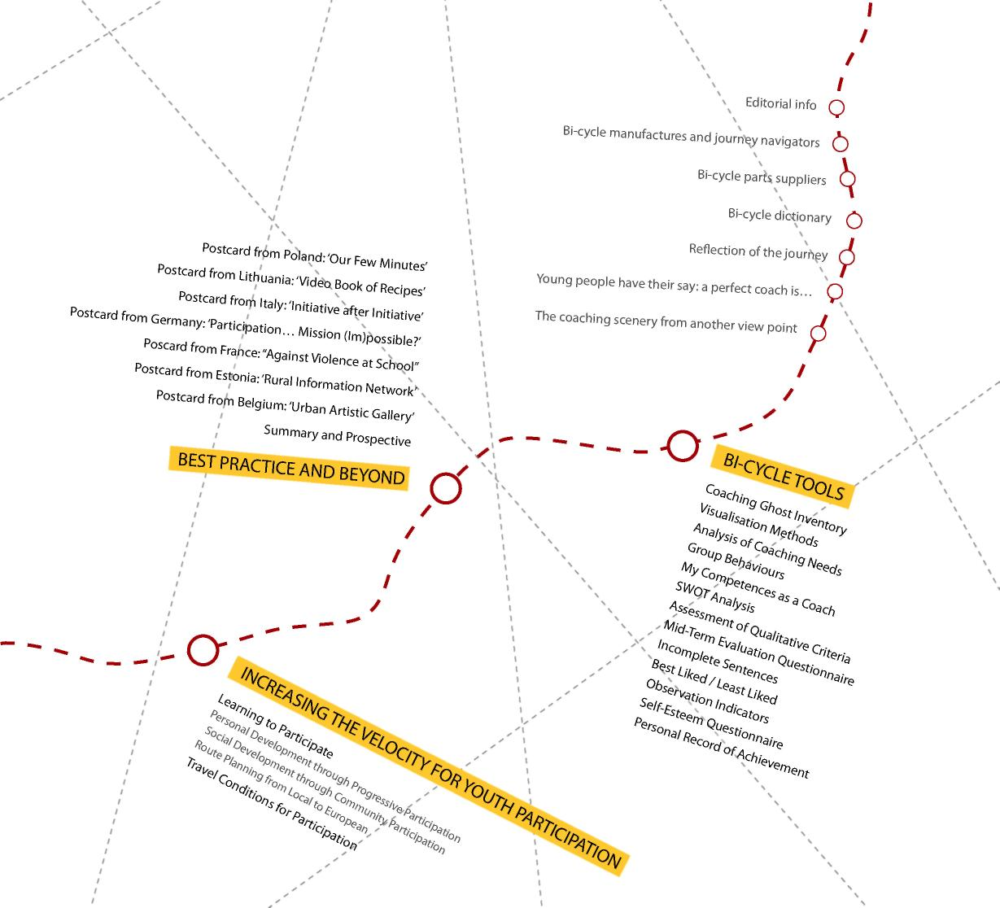 Editorial info
Bi-cycle manufactures and journey navigators
Bi-cycle parts suppliers
Bi-cycle dictionary
Reflection of the journey
Young people have their say: a perfect coach is…
The coaching scenery from another view point
Postcard from Poland: ‘Our Few Minutes’
Postcard from Lithuania: ‘Video Book of Recipes’
Postcard from Italy: ‘Initiative after Initiative’
Postcard from Germany: ‘Participation… Mission (Im)possible?’
Poscard from France: “Against Violence at School”
Postcard from Estonia: ‘Rural Information Network’
Postcard from Belgium: ‘Urban Artistic Gallery’
Summary and Prospective
BEST PRACTICE AND BEYOND
BI-CYCLE TOOLS
Coaching Ghost Inventory
Visualisation Methods
Analysis of Coaching Needs
Group Behaviours
My Competences as a Coach
SWOT Analysis
Assessment of Qualitative Criteria
Mid-Term Evaluation Questionnaire
Incomplete Sentences
Best Liked / Least Liked
Observation Indicators
Self-Esteem Questionnaire
Personal Record of Achievement
INCREASING THE VELOCITY FOR YOUTH PARTICIPATION
Learning to Participate
Personal Development through Progressive Participation
Social Development through Community Participation
Route Planning from Local to European
Travel Conditions for Participation